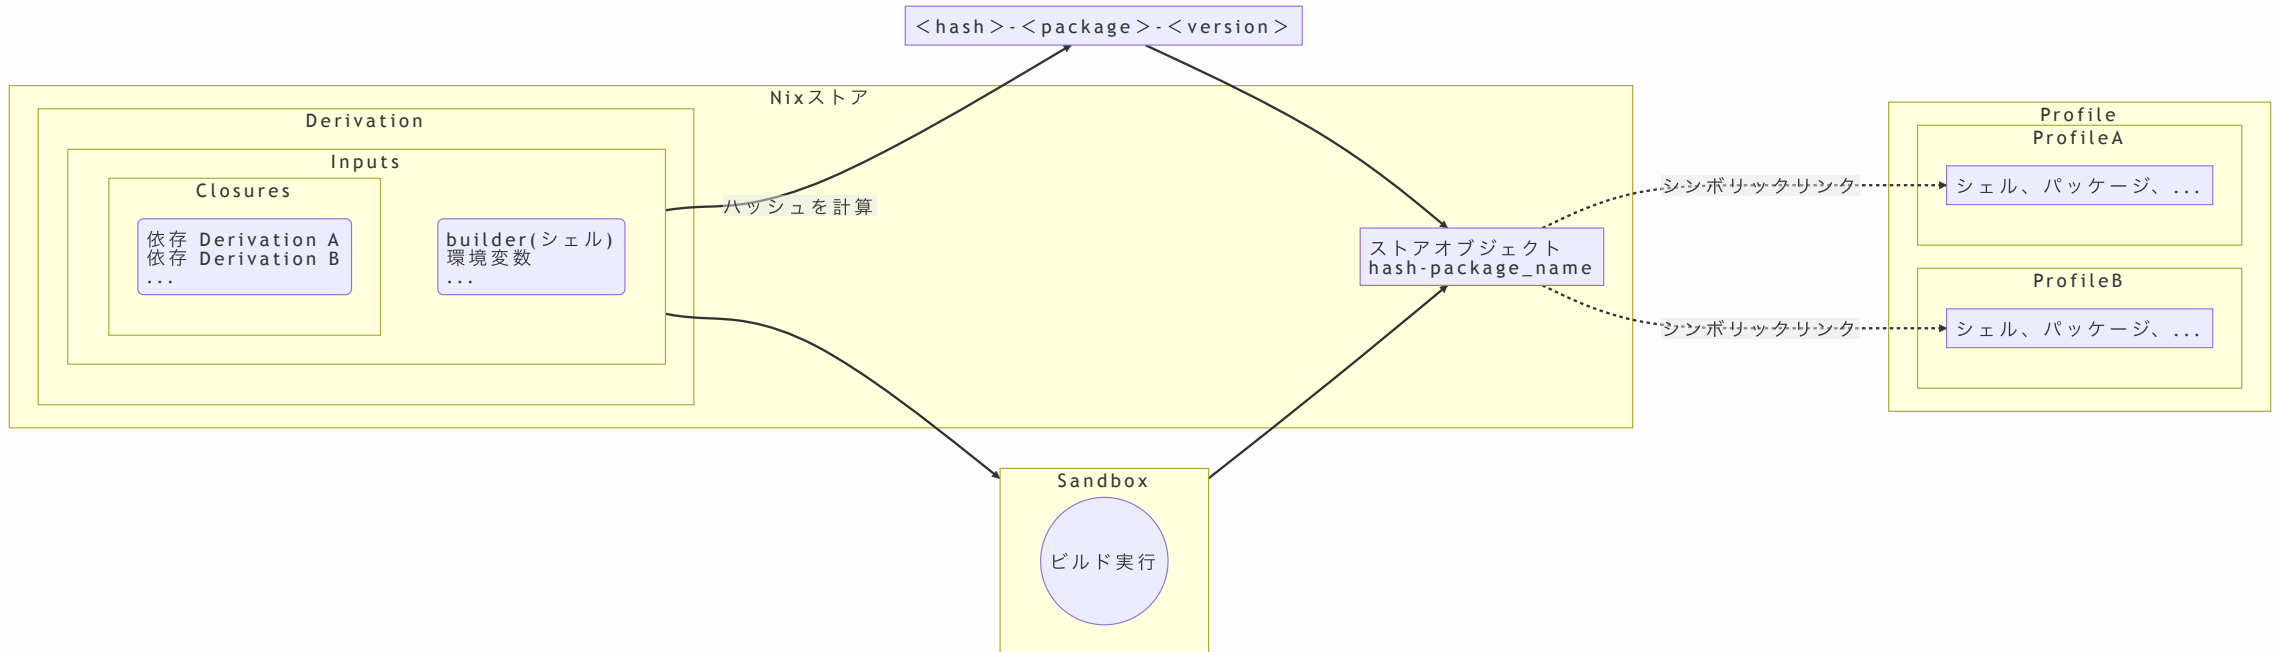 ＜hash＞-＜package＞-＜version＞
Nixストア
Derivation
Inputs
Closures
依存 Derivation A
依存 Derivation B
...
builder(シェル)
環境変数
...
ハッシュを計算
ストアオブジェクト
hash-package_name
シンボリックリンク
シンボリックリンク
Profile
ProfileA
シェル、パッケージ、...
ProfileB
シェル、パッケージ、...
Sandbox
ビルド実行